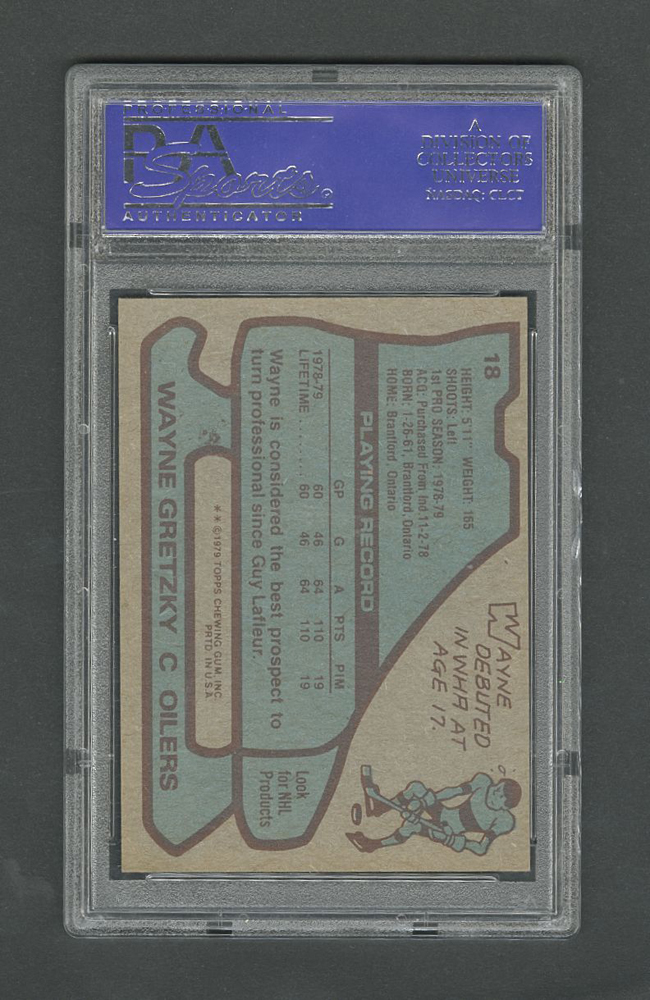 PROFESSIONAL
PSA
Sports.
AUTHENTICATOR
A
DIVISION OF
COLLECTORS
UNIVERSE
NASDAQ: CLCT
18
HEIGHT: 5'11" WEIGHT: 165
SHOOTS: Left
1st PRO SEASON: 1978-79
ACQ: Purchased From Ind. 11-2-78
BORN: 1-26-61, Brantford, Ontario
HOME: Brantford, Ontario
WAYNE
DEBUTED
IN WHA AT
AGE 17.
PLAYING RECORD
GP G A PTS PIM
1978-79 60 46 64 110 19
LIFETIME........ 60 46 64 110 19
Wayne is considered the best prospect to
turn professional since Guy Lafleur.
Look
for NHL
Products
** ©1979 TOPPS CHEWING GUM, INC.
PRTD. IN U.S.A.
WAYNE GRETZKY C OILERS